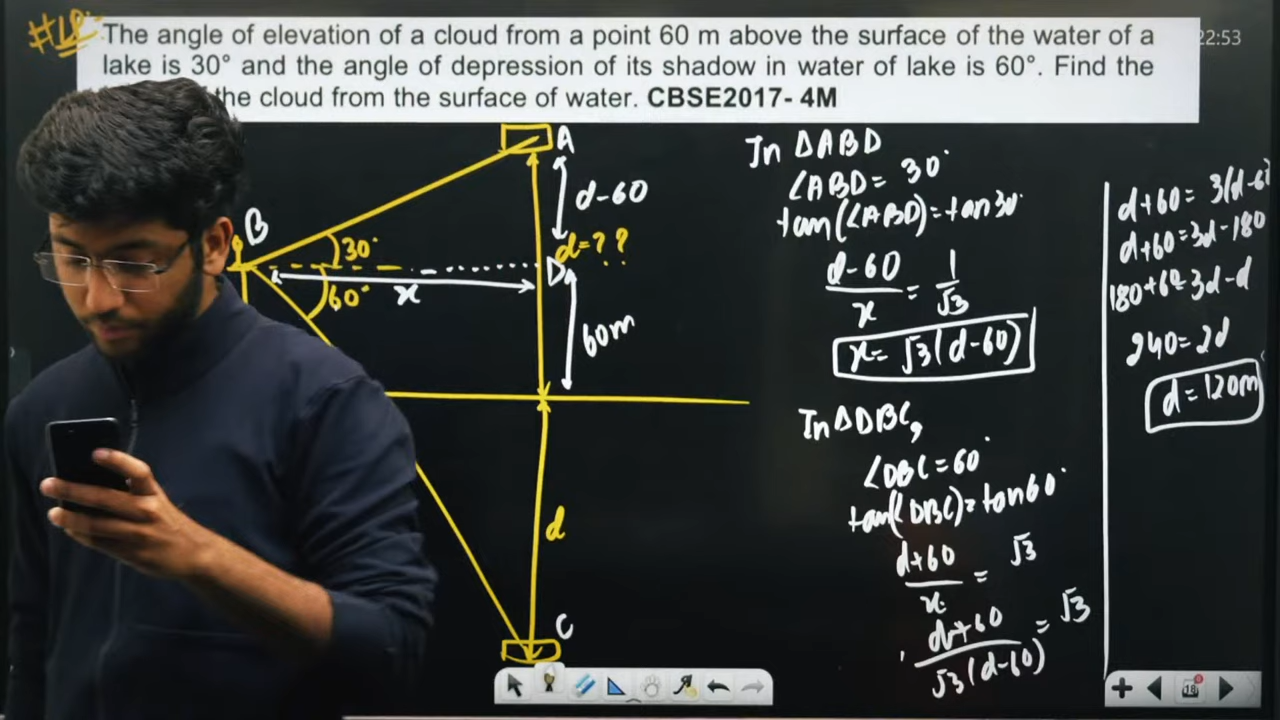 #LP
The angle of elevation of a cloud from a point 60 m above the surface of the water of a
lake is 30° and the angle of depression of its shadow in water of lake is 60°. Find the
the cloud from the surface of water. CBSE2017- 4M
22:53
A
d-60
B
30°
d=??
D
60°
x
60m
d
C
In ΔABD
∠ABD = 30°
tan(∠ABD)=tan30°
d-60/x = 1/√3
x = √3(d-60)
In ΔDBC,
∠DBC=60°
tan(∠DBC)=tan60°
d+60/x = √3
d+60/√3(d-60) = √3
d+60 = 3(d-6
d+60=3d-180
180+60=3d-d
240=2d
d=120m
18